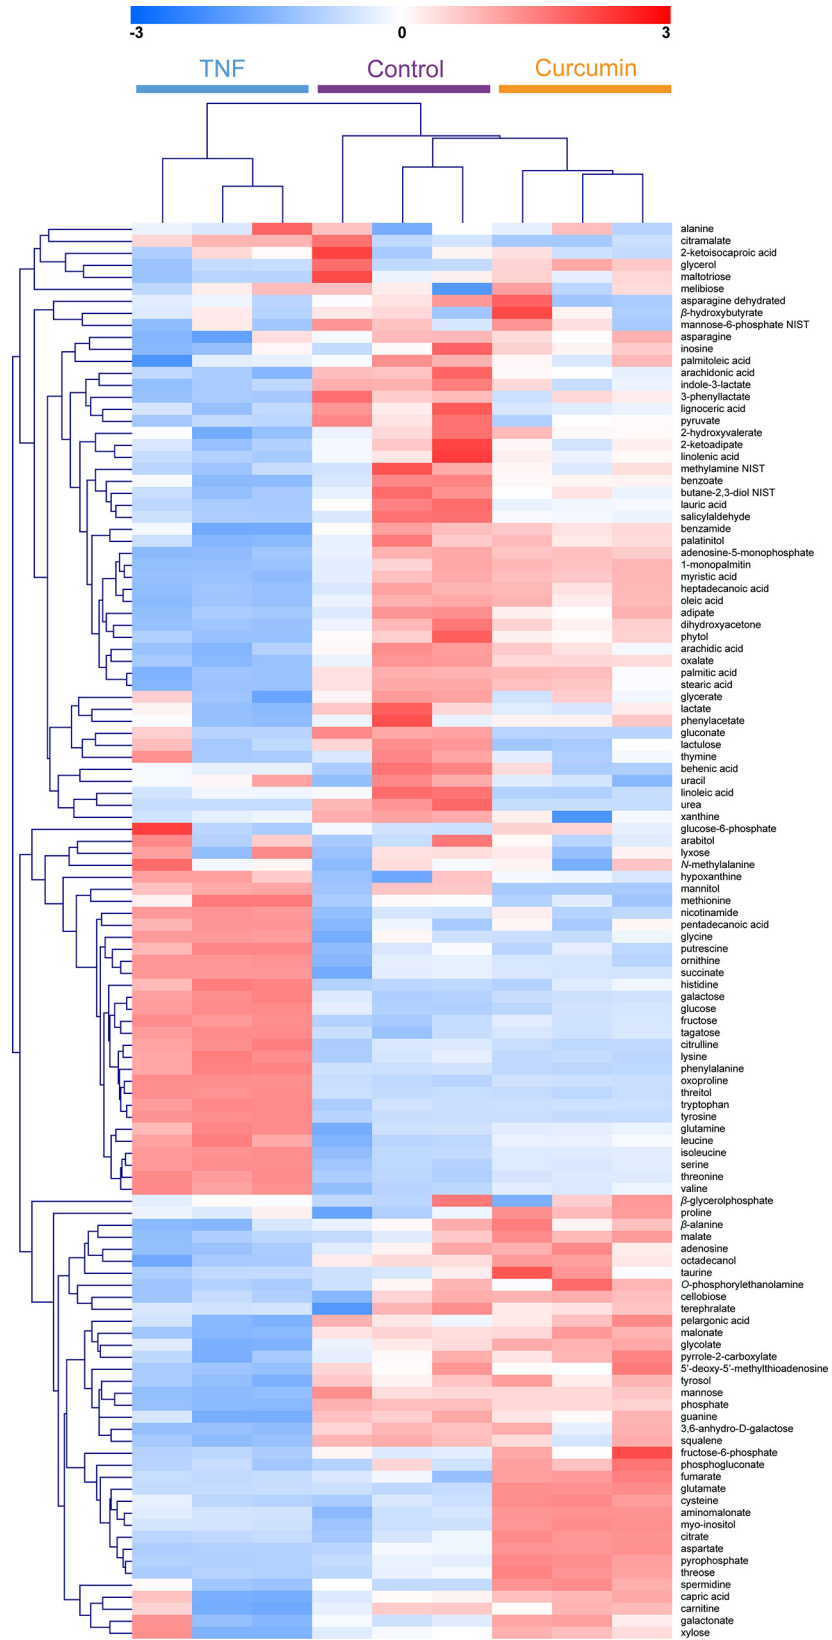 -3 0 3
TNF Control Curcumin
alanine
citramalate
2-ketoisocaproic acid
glycerol
maltotriose
melibiose
asparagine dehydrated
β-hydroxybutyrate
mannose-6-phosphate NIST
asparagine
inosine
palmitoleic acid
arachidonic acid
indole-3-lactate
3-phenyllactate
lignoceric acid
pyruvate
2-hydroxyvalerate
2-ketoadipate
linolenic acid
methylamine NIST
benzoate
butane-2,3-diol NIST
lauric acid
salicylaldehyde
benzamide
palatinitol
adenosine-5-monophosphate
1-monopalmitin
myristic acid
heptadecanoic acid
oleic acid
adipate
dihydroxyacetone
phytol
arachidic acid
oxalate
palmitic acid
stearic acid
glycerate
lactate
phenylacetate
gluconate
lactulose
thymine
behenic acid
uracil
linoleic acid
urea
xanthine
glucose-6-phosphate
arabitol
lyxose
N-methylalanine
hypoxanthine
mannitol
methionine
nicotinamide
pentadecanoic acid
glycine
putrescine
ornithine
succinate
histidine
galactose
glucose
fructose
tagatose
citrulline
lysine
phenylalanine
oxoproline
threitol
tryptophan
tyrosine
glutamine
leucine
isoleucine
serine
threonine
valine
β-glycerolphosphate
proline
β-alanine
malate
adenosine
octadecanol
taurine
O-phosphorylethanolamine
cellobiose
terephralate
pelargonic acid
malonate
glycolate
pyrrole-2-carboxylate
5'-deoxy-5'-methylthioadenosine
tyrosol
mannose
phosphate
guanine
3,6-anhydro-D-galactose
squalene
fructose-6-phosphate
phosphogluconate
fumarate
glutamate
cysteine
aminomalonate
myo-inositol
citrate
aspartate
pyrophosphate
threose
spermidine
capric acid
carnitine
galactonate
xylose